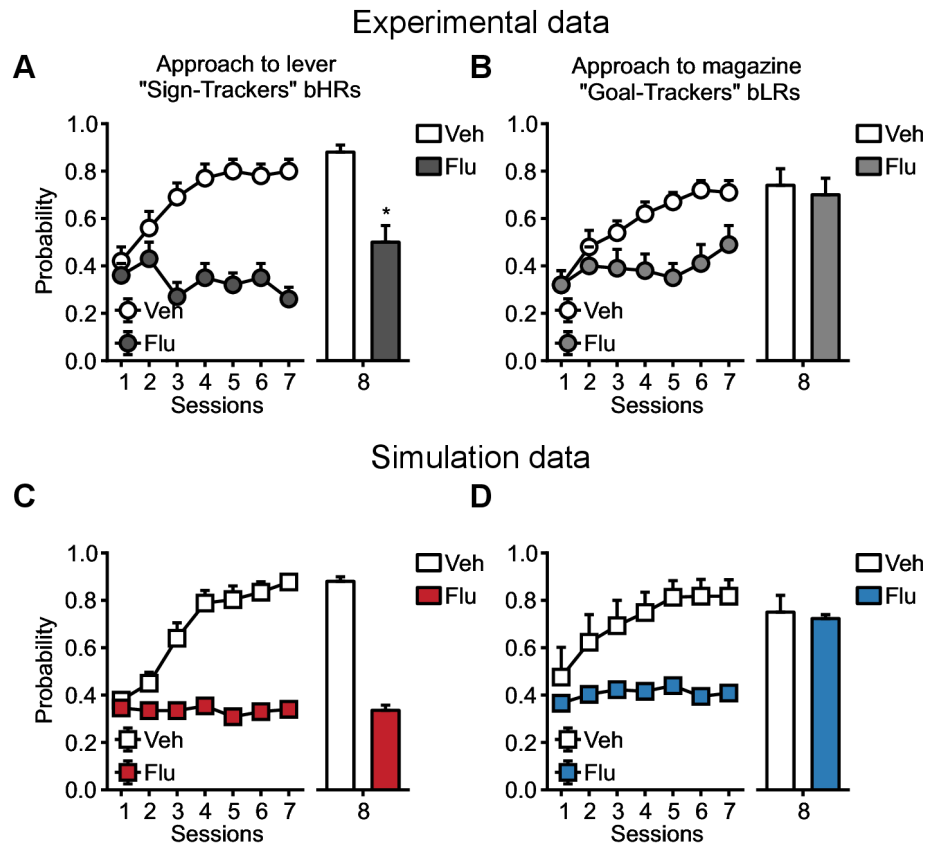 Experimental data
A
Approach to lever
"Sign-Trackers" bHRs
Probability
1.0
0.8
0.6
0.4
0.2
0.0
Veh
Flu
1 2 3 4 5 6 7
Sessions
*
8
Veh
Flu
B
Approach to magazine
"Goal-Trackers" bLRs
1.0
0.8
0.6
0.4
0.2
0.0
Veh
Flu
1 2 3 4 5 6 7
Sessions
8
Veh
Flu
Simulation data
C
Probability
1.0
0.8
0.6
0.4
0.2
0.0
Veh
Flu
1 2 3 4 5 6 7
Sessions
8
Veh
Flu
D
1.0
0.8
0.6
0.4
0.2
0.0
Veh
Flu
1 2 3 4 5 6 7
Sessions
8
Veh
Flu